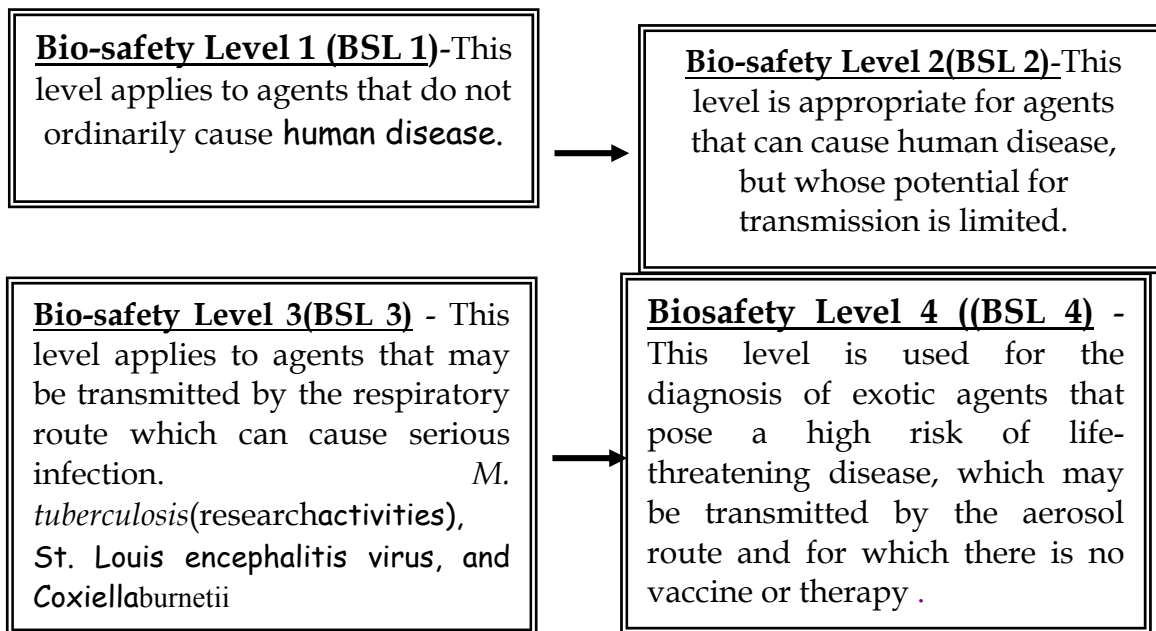 Bio-safety Level 1 (BSL 1)-This
level applies to agents that do not
ordinarily cause human disease.
Bio-safety Level 2(BSL 2)-This
level is appropriate for agents
that can cause human disease,
but whose potential for
transmission is limited.
Bio-safety Level 3(BSL 3) - This
level applies to agents that may
be transmitted by the respiratory
route which can cause serious
infection. M.
tuberculosis(researchactivities),
St. Louis encephalitis virus, and
Coxiellaburnetii
Biosafety Level 4 ((BSL 4) -
This level is used for the
diagnosis of exotic agents that
pose a high risk of life-
threatening disease, which may
be transmitted by the aerosol
route and for which there is no
vaccine or therapy .